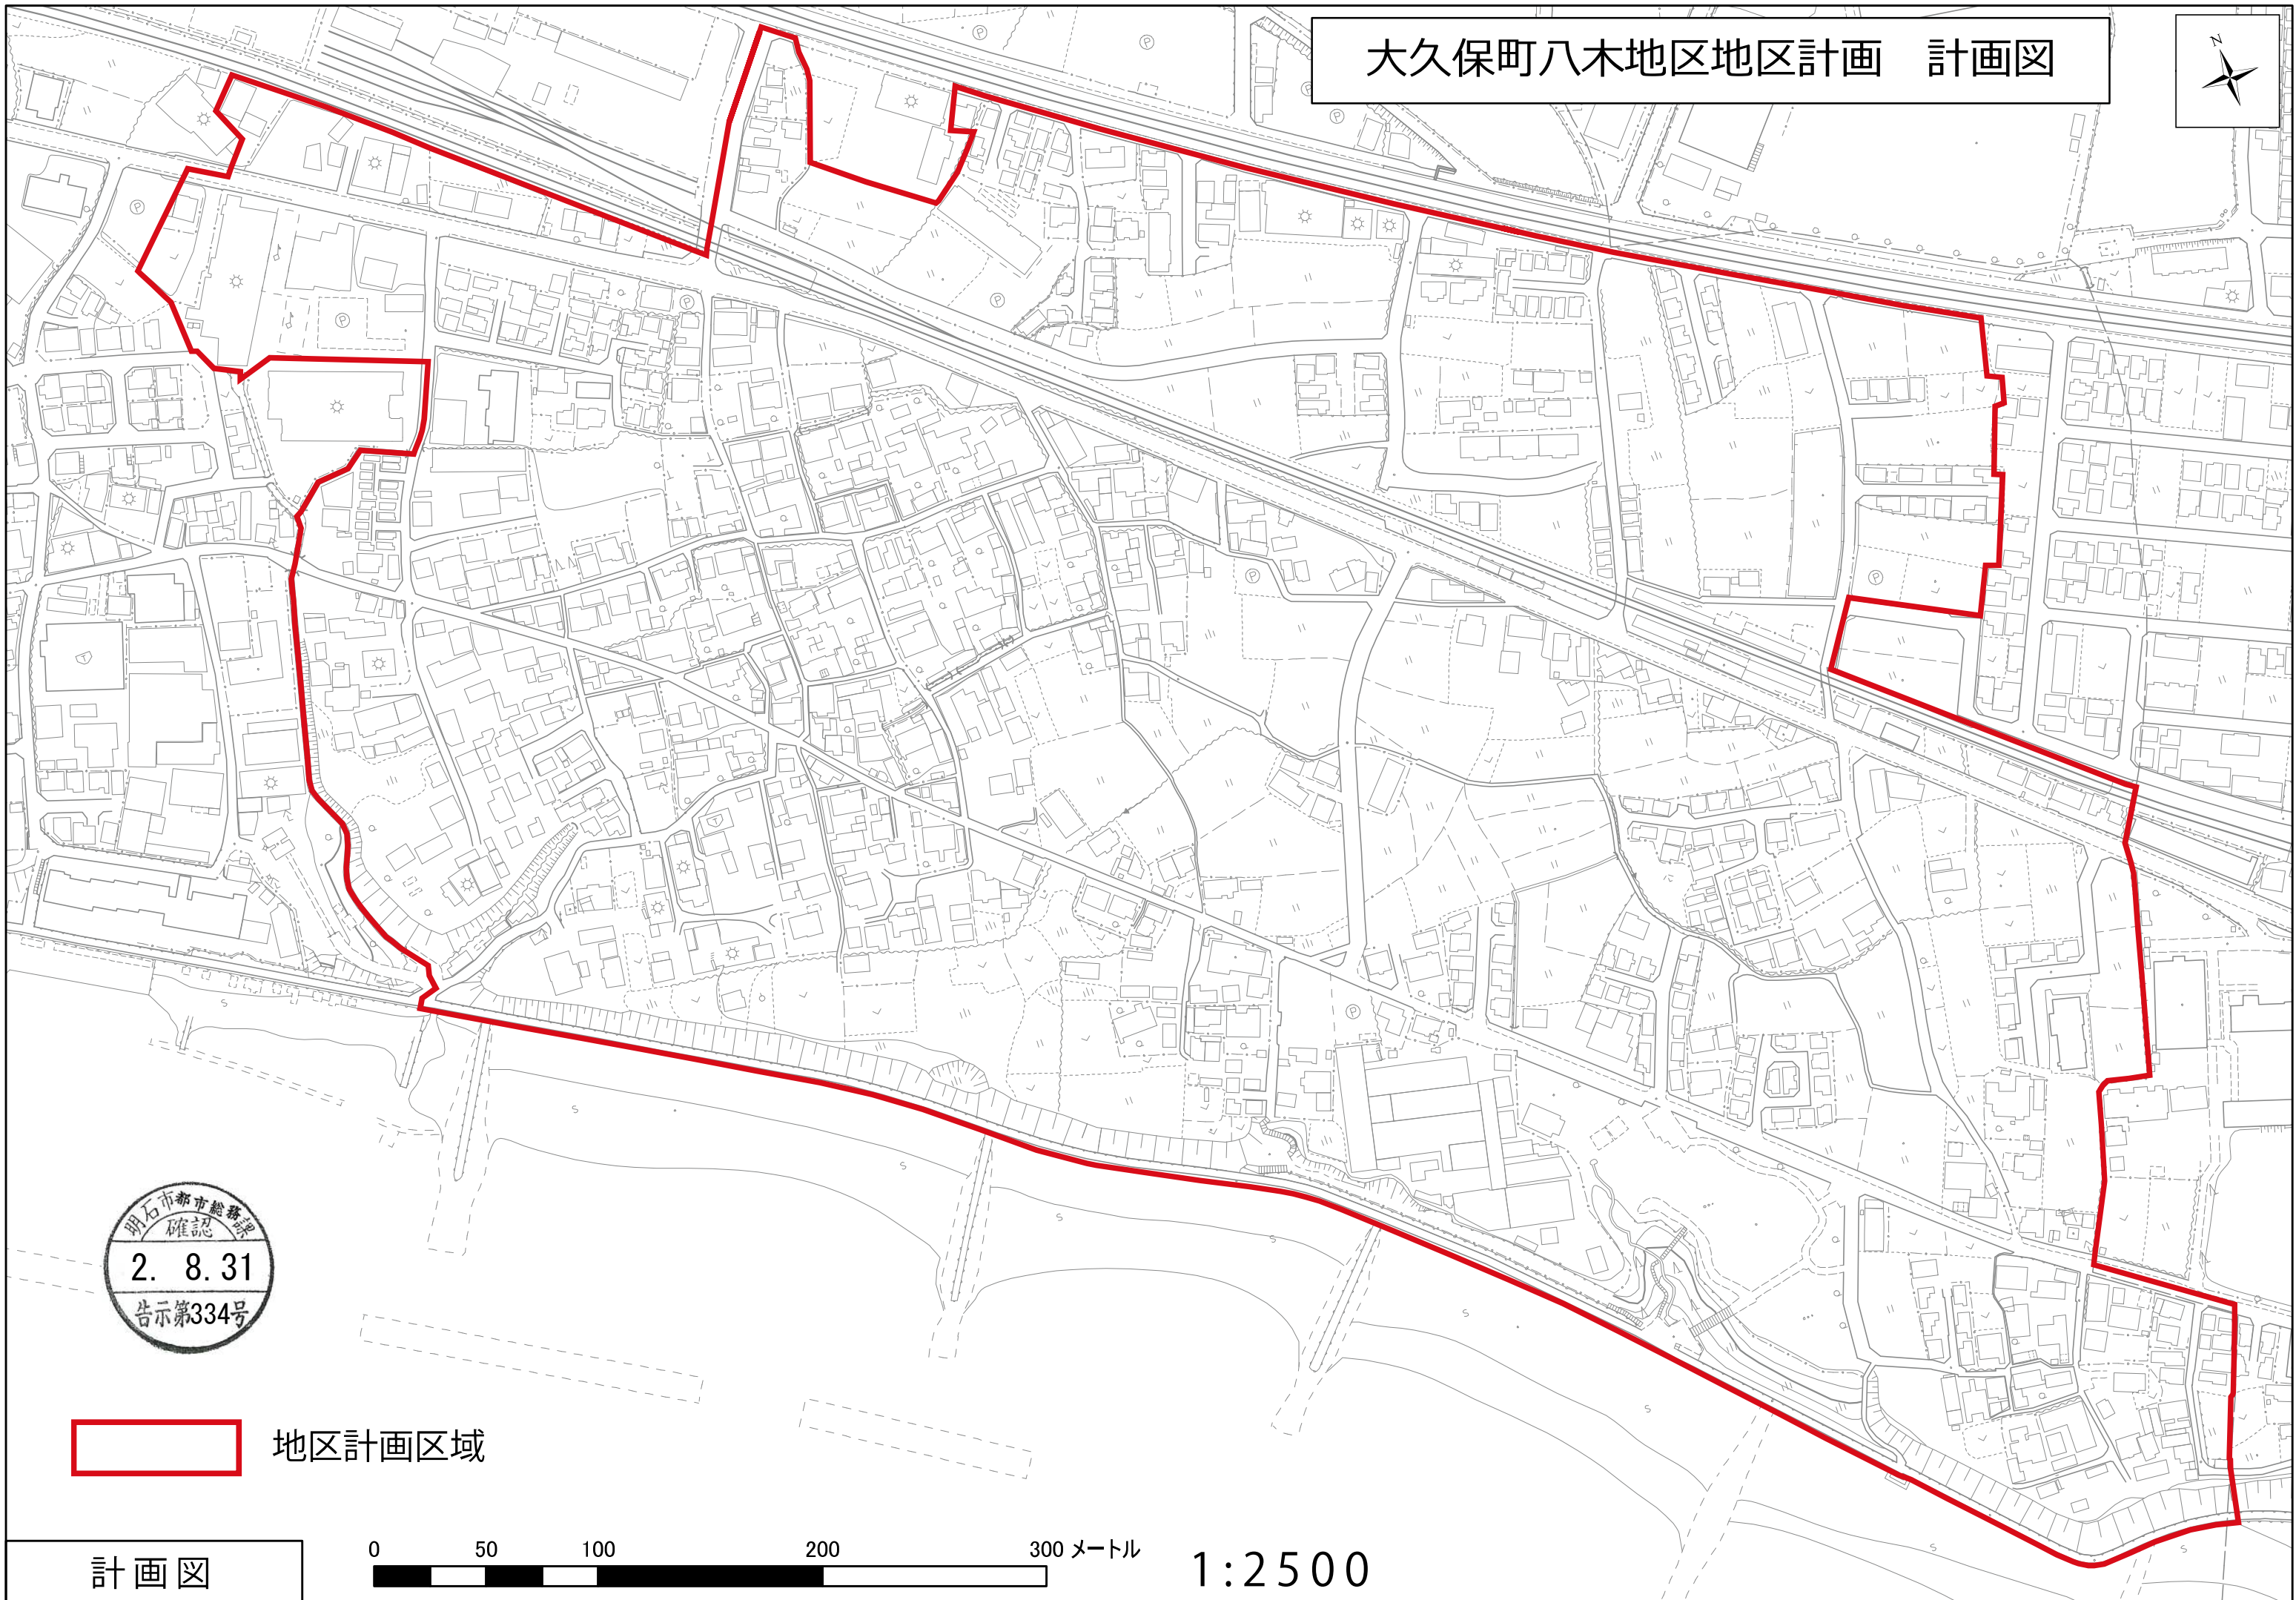 大久保町八木地区地区計画　計画図
N
明石市都市総務課
確認
2. 8. 31
告示第334号
地区計画区域
計画図
0 50 100 200 300 メートル
1:2500